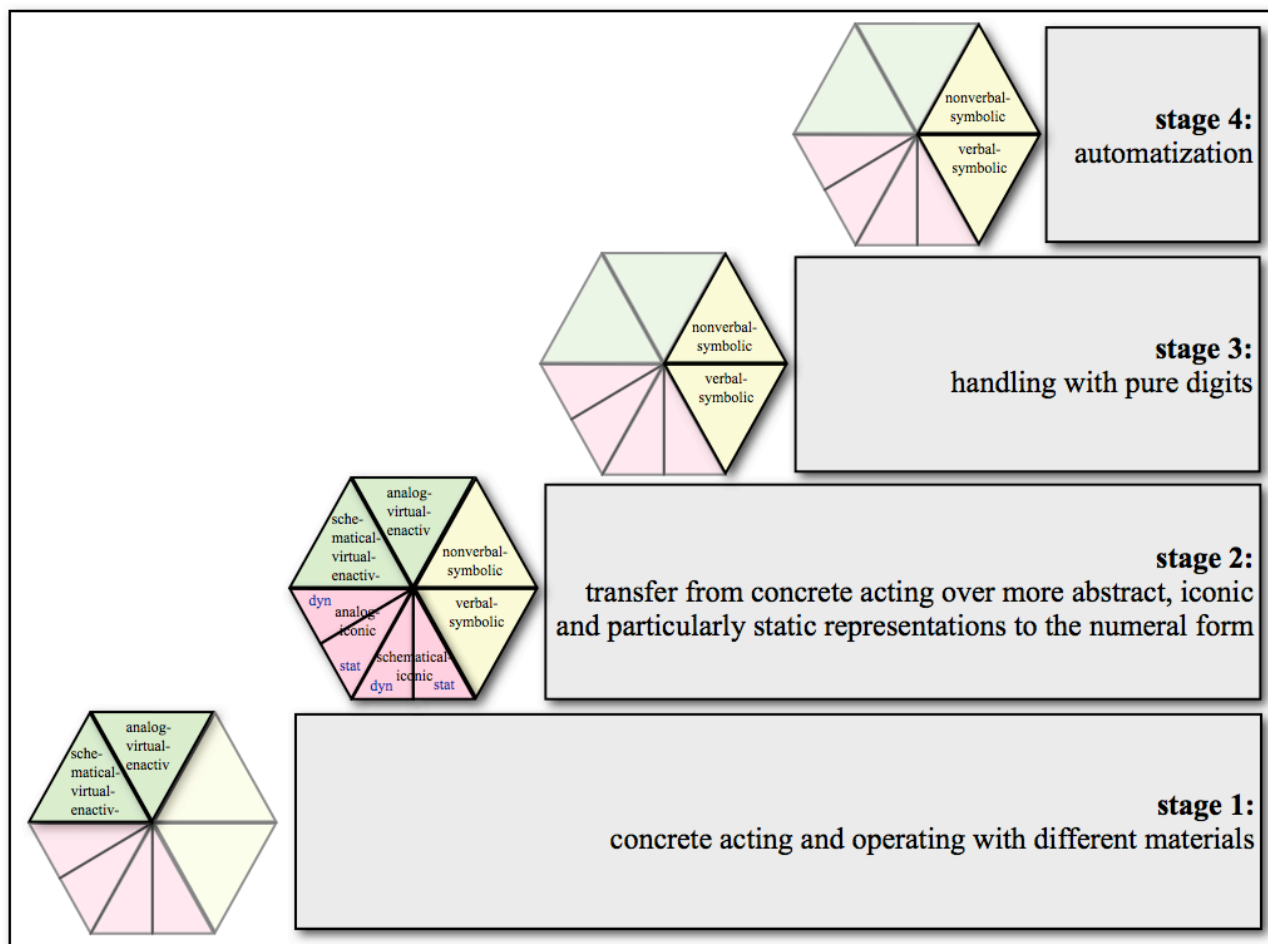 nonverbal-
symbolic
verbal-
symbolic
stage 4:
automatization
nonverbal-
symbolic
verbal-
symbolic
stage 3:
handling with pure digits
analog-
virtual-
enactiv
sche-
matical-
virtual-
enactiv-
nonverbal-
symbolic
dyn
analog-
iconic
stat
schematical-
iconic
dyn
stat
verbal-
symbolic
stage 2:
transfer from concrete acting over more abstract, iconic
and particularly static representations to the numeral form
analog-
virtual-
enactiv
sche-
matical-
virtual-
enactiv-
stage 1:
concrete acting and operating with different materials